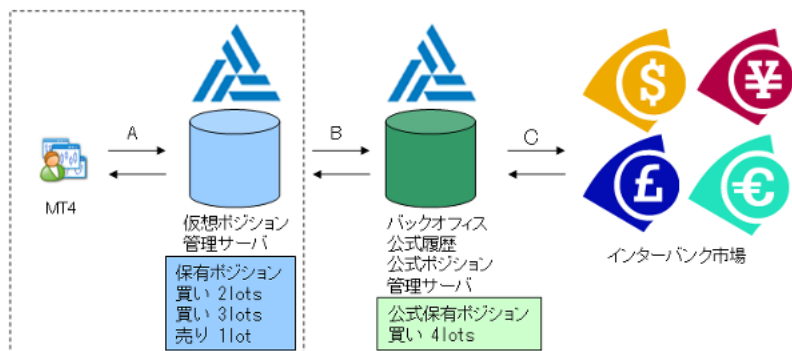 A
B
C
MT4
仮想ポジション
管理サーバ
保有ポジション
買い 2lots
買い 3lots
売り 1lot
バックオフィス
公式履歴
公式ポジション
管理サーバ
公式保有ポジション
買い 4lots
$
¥
£
€
インターバンク市場